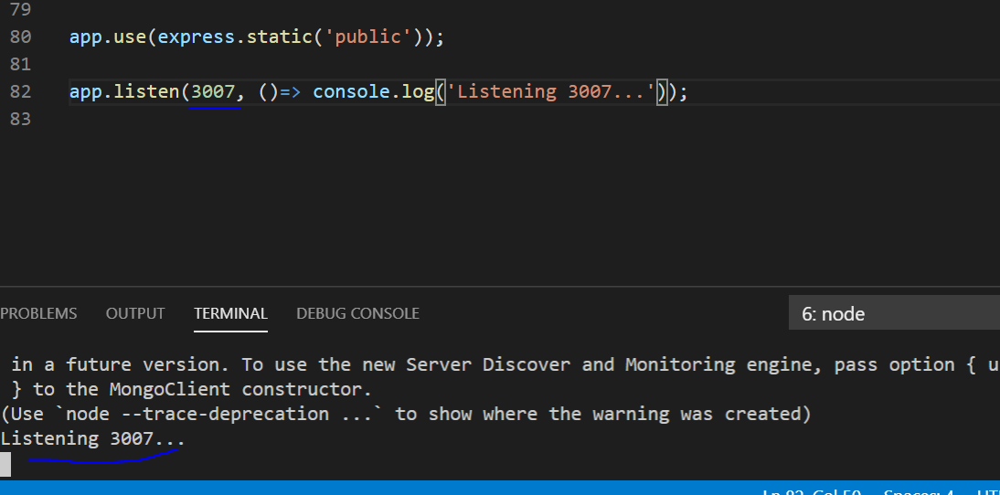 79
80 app.use(express.static('public'));
81
82 app.listen(3007, ()=> console.log('Listening 3007...'));
83
PROBLEMS OUTPUT TERMINAL DEBUG CONSOLE 6: node
in a future version. To use the new Server Discover and Monitoring engine, pass option { u
} to the MongoClient constructor.
(Use `node --trace-deprecation ...` to show where the warning was created)
Listening 3007...
Ln 82, Col 50 Spaces: 4